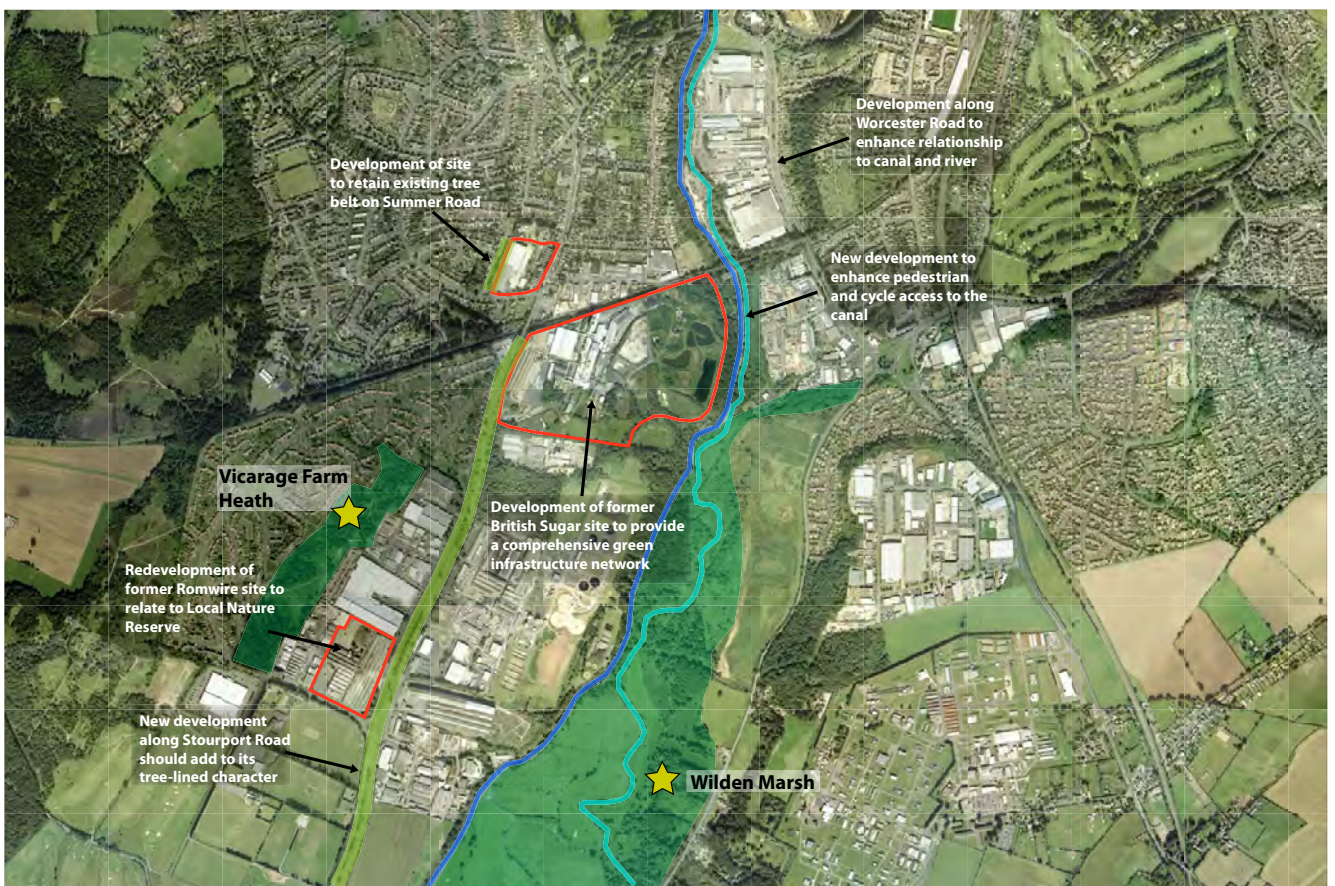 Development along
Worcester Road to
enhance relationship
to canal and river
Development of site
to retain existing tree
belt on Summer Road
New development to
enhance pedestrian
and cycle access to the
canal
Vicarage Farm
Heath
Development of former
British Sugar site to provide
a comprehensive green
infrastructure network
Redevelopment of
former Romwire site to
relate to Local Nature
Reserve
New development
along Stourport Road
should add to its
tree-lined character
Wilden Marsh